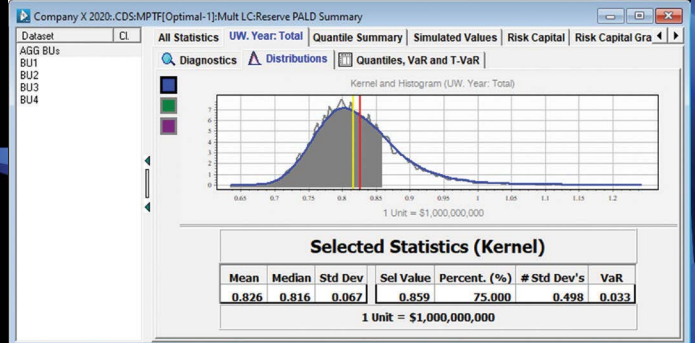 Company X 2020:.CDS:MPTF[Optimal-1]:Mult LC:Reserve PALD Summary
Dataset Cl.
AGG BUs
BU1
BU2
BU3
BU4
All Statistics UW. Year: Total Quantile Summary Simulated Values Risk Capital Risk Capital Gra
Diagnostics Distributions Quantiles, VaR and T-VaR
Kernel and Histogram (UW. Year: Total)
7
6
5
4
3
2
1
0
0.65 0.7 0.75 0.8 0.85 0.9 0.95 1 1.05 1.1 1.15 1.2
1 Unit = $1,000,000,000
Selected Statistics (Kernel)
Mean Median Std Dev Sel Value Percent. (%) # Std Dev's VaR
0.826 0.816 0.067 0.859 75.000 0.498 0.033
1 Unit = $1,000,000,000